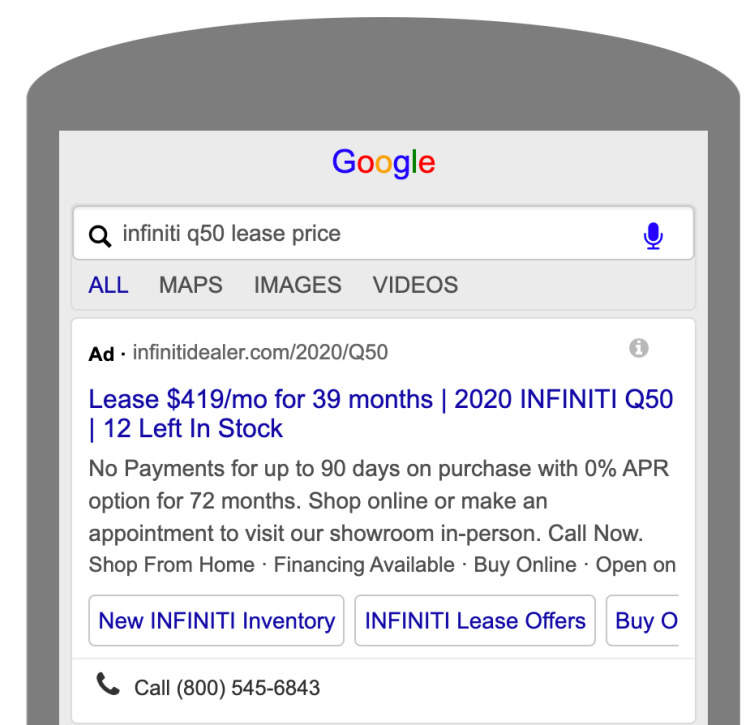 Google
infiniti q50 lease price
ALL MAPS IMAGES VIDEOS
Ad · infinitidealer.com/2020/Q50
Lease $419/mo for 39 months | 2020 INFINITI Q50
| 12 Left In Stock
No Payments for up to 90 days on purchase with 0% APR
option for 72 months. Shop online or make an
appointment to visit our showroom in-person. Call Now.
Shop From Home · Financing Available · Buy Online · Open on
New INFINITI Inventory INFINITI Lease Offers Buy O
Call (800) 545-6843